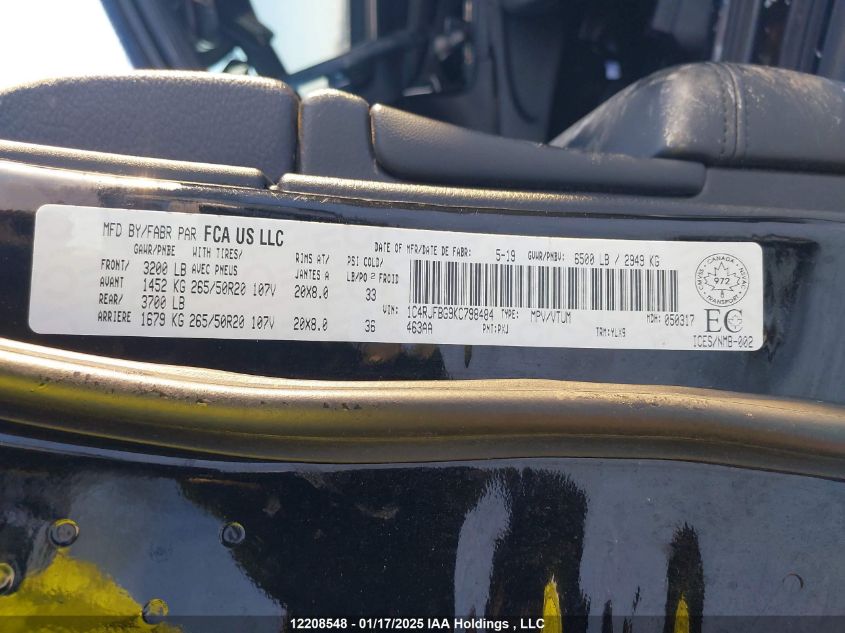 MFD BY/FABR PAR FCA US LLC
DATE OF MFR/DATE DE FABR: 5-19 GVWR/PNBV: 6500 LB / 2949 KG
GAWR/PNBE WITH TIRES/ RIMS AT/ PSI COLD/
AVEC PNEUS JANTES A LB/PO² FROID
FRONT/ 3200 LB
AVANT 1452 KG 265/50R20 107V 20X8.0 33
REAR/ 3700 LB
ARRIERE 1679 KG 265/50R20 107V 20X8.0 36
VIN: 1C4RJFBG9KC798484 TYPE: MPV/VTUM MDH: 050317
463AA PNT:PXJ TRM:YLX9
CANADA
972
EC
ICES/NMB-002
12208548 - 01/17/2025 IAA Holdings , LLC